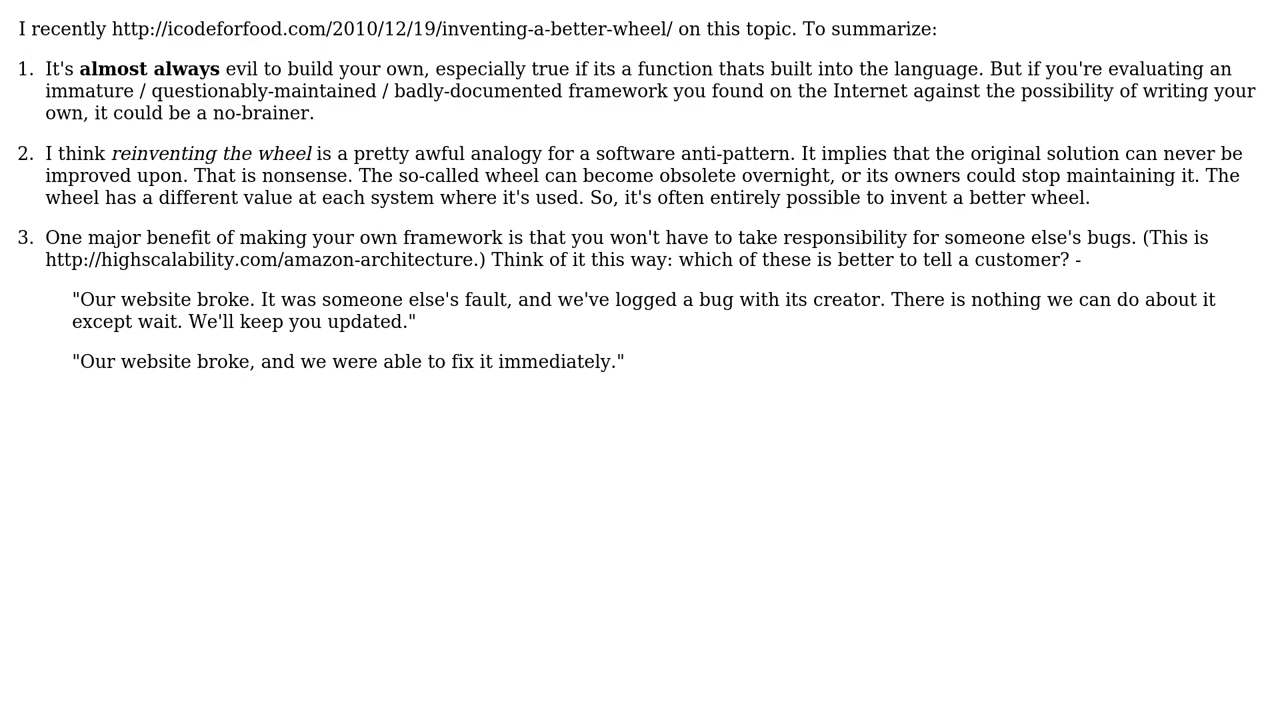 I recently http://icodeforfood.com/2010/12/19/inventing-a-better-wheel/ on this topic. To summarize:
1. It's almost always evil to build your own, especially true if its a function thats built into the language. But if you're evaluating an
immature / questionably-maintained / badly-documented framework you found on the Internet against the possibility of writing your
own, it could be a no-brainer.
2. I think reinventing the wheel is a pretty awful analogy for a software anti-pattern. It implies that the original solution can never be
improved upon. That is nonsense. The so-called wheel can become obsolete overnight, or its owners could stop maintaining it. The
wheel has a different value at each system where it's used. So, it's often entirely possible to invent a better wheel.
3. One major benefit of making your own framework is that you won't have to take responsibility for someone else's bugs. (This is
http://highscalability.com/amazon-architecture.) Think of it this way: which of these is better to tell a customer? -
"Our website broke. It was someone else's fault, and we've logged a bug with its creator. There is nothing we can do about it
except wait. We'll keep you updated."
"Our website broke, and we were able to fix it immediately."